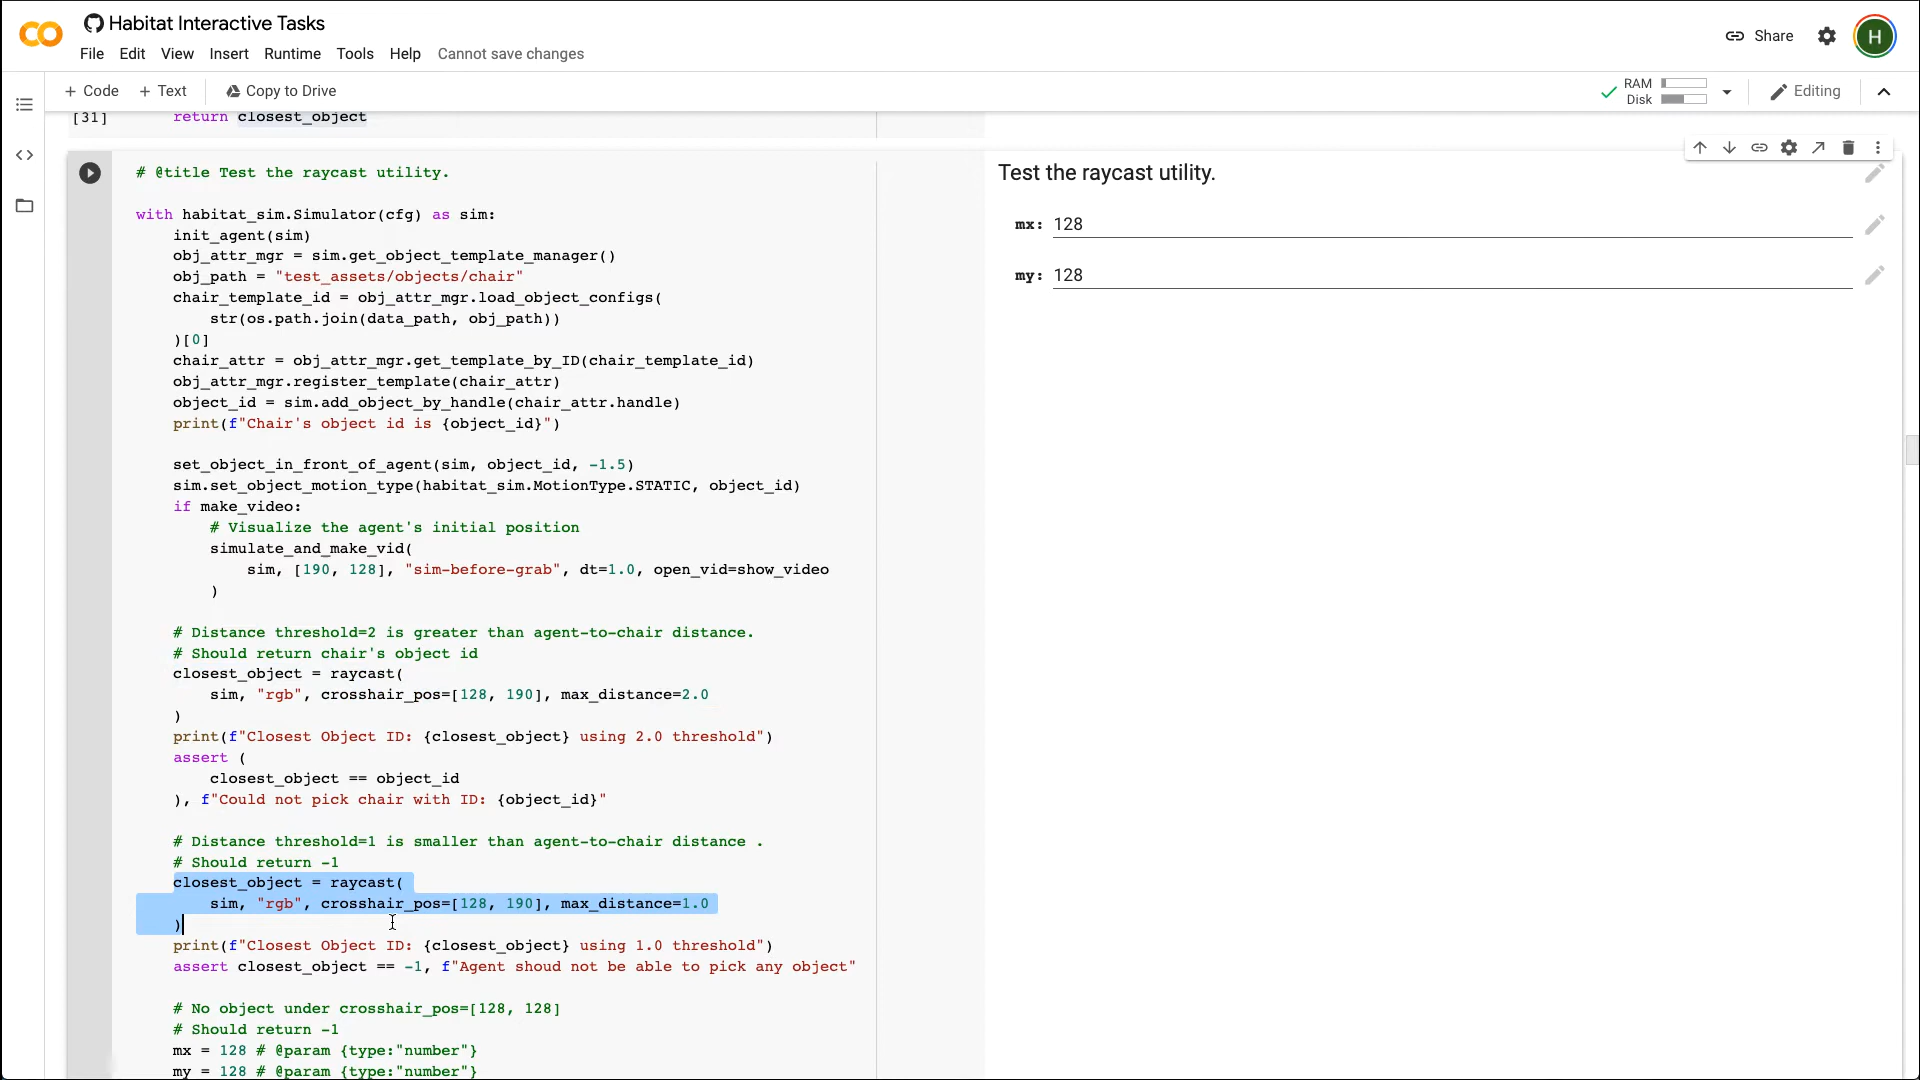 Habitat Interactive Tasks
File Edit View Insert Runtime Tools Help Cannot save changes
Share
H
+ Code + Text Copy to Drive
RAM
Disk
Editing
[31] return closest_object
# @title Test the raycast utility.
with habitat_sim.Simulator(cfg) as sim:
    init_agent(sim)
    obj_attr_mgr = sim.get_object_template_manager()
    obj_path = "test_assets/objects/chair"
    chair_template_id = obj_attr_mgr.load_object_configs(
        str(os.path.join(data_path, obj_path))
    )[0]
    chair_attr = obj_attr_mgr.get_template_by_ID(chair_template_id)
    obj_attr_mgr.register_template(chair_attr)
    object_id = sim.add_object_by_handle(chair_attr.handle)
    print(f"Chair's object id is {object_id}")
    set_object_in_front_of_agent(sim, object_id, -1.5)
    sim.set_object_motion_type(habitat_sim.MotionType.STATIC, object_id)
    if make_video:
        # Visualize the agent's initial position
        simulate_and_make_vid(
            sim, [190, 128], "sim-before-grab", dt=1.0, open_vid=show_video
        )
    # Distance threshold=2 is greater than agent-to-chair distance.
    # Should return chair's object id
    closest_object = raycast(
        sim, "rgb", crosshair_pos=[128, 190], max_distance=2.0
    )
    print(f"Closest Object ID: {closest_object} using 2.0 threshold")
    assert (
        closest_object == object_id
    ), f"Could not pick chair with ID: {object_id}"
    # Distance threshold=1 is smaller than agent-to-chair distance .
    # Should return -1
    closest_object = raycast(
        sim, "rgb", crosshair_pos=[128, 190], max_distance=1.0
    )
    print(f"Closest Object ID: {closest_object} using 1.0 threshold")
    assert closest_object == -1, f"Agent shoud not be able to pick any object"
    # No object under crosshair_pos=[128, 128]
    # Should return -1
    mx = 128 # @param {type:"number"}
    my = 128 # @param {type:"number"}
Test the raycast utility.
mx: 128
my: 128